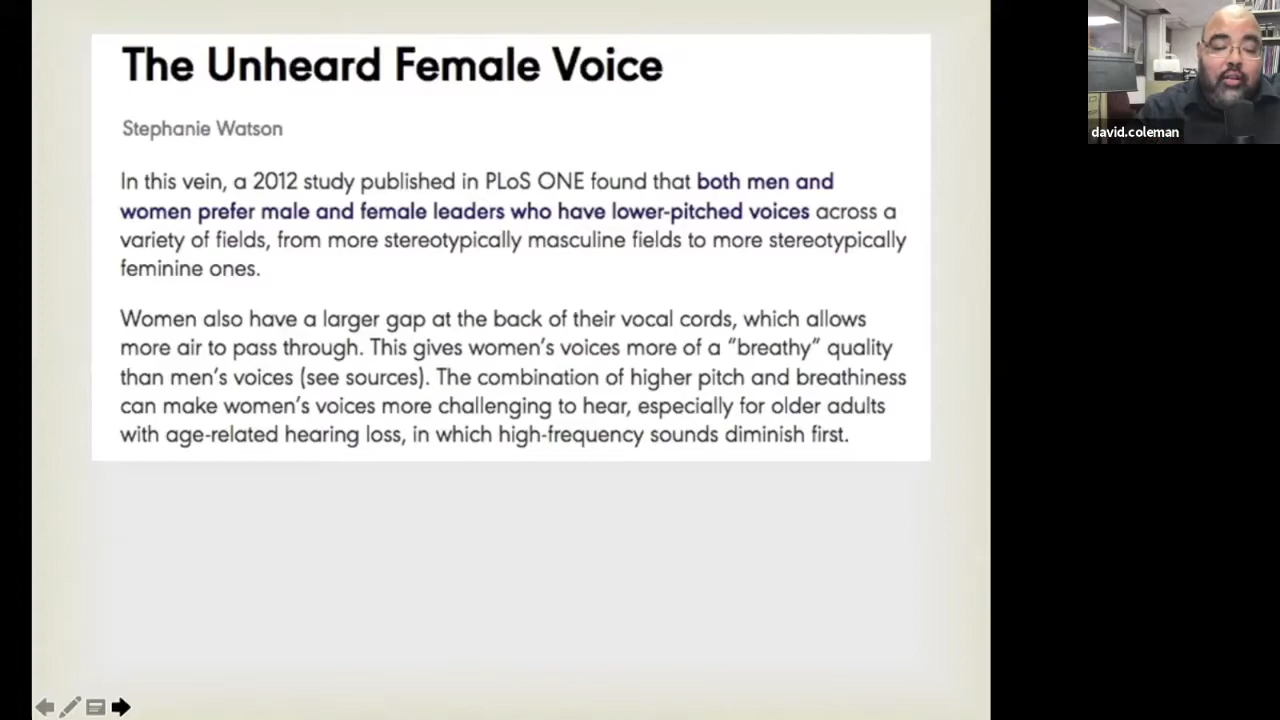 The Unheard Female Voice
Stephanie Watson
In this vein, a 2012 study published in PLoS ONE found that both men and
women prefer male and female leaders who have lower-pitched voices across a
variety of fields, from more stereotypically masculine fields to more stereotypically
feminine ones.
Women also have a larger gap at the back of their vocal cords, which allows
more air to pass through. This gives women’s voices more of a “breathy” quality
than men’s voices (see sources). The combination of higher pitch and breathiness
can make women’s voices more challenging to hear, especially for older adults
with age-related hearing loss, in which high-frequency sounds diminish first.
david.coleman